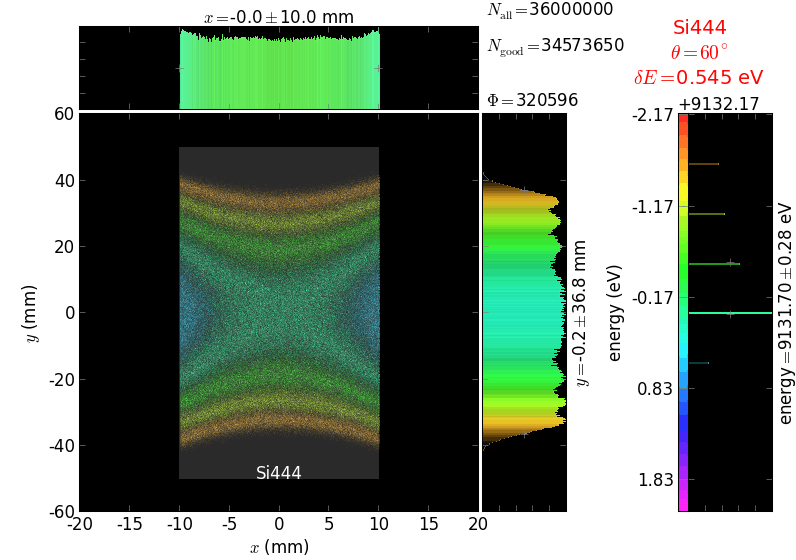 x = -0.0 ± 10.0 mm
N_all = 36000000
N_good = 34573650
Φ = 320596
Si444
θ = 60°
δE = 0.545 eV
+9132.17
60
40
20
0
-20
-40
-60
y (mm)
Si444
-20
-15
-10
-5
0
5
10
15
20
x (mm)
y = -0.2 ± 36.8 mm
energy (eV)
-2.17
-1.17
-0.17
0.83
1.83
energy = 9131.70 ± 0.28 eV